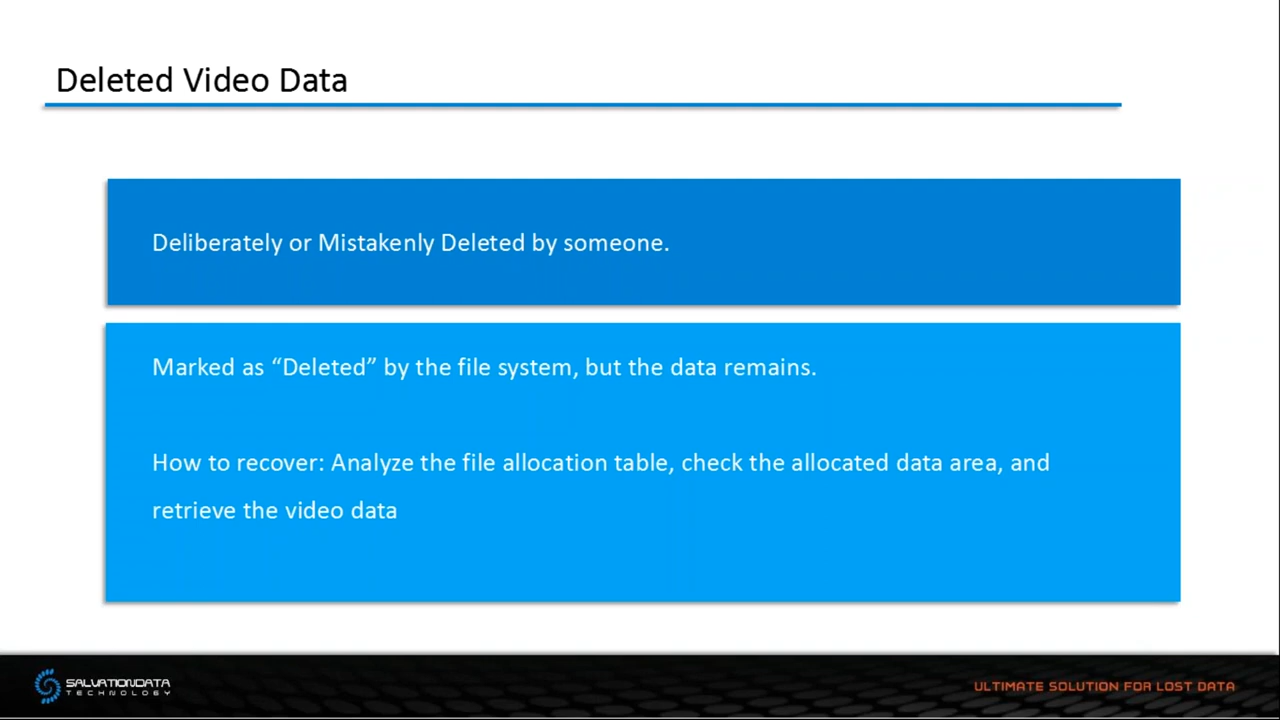 Deleted Video Data
Deliberately or Mistakenly Deleted by someone.
Marked as “Deleted” by the file system, but the data remains.
How to recover: Analyze the file allocation table, check the allocated data area, and
retrieve the video data
SALVATIONDATA
TECHNOLOGY
ULTIMATE SOLUTION FOR LOST DATA